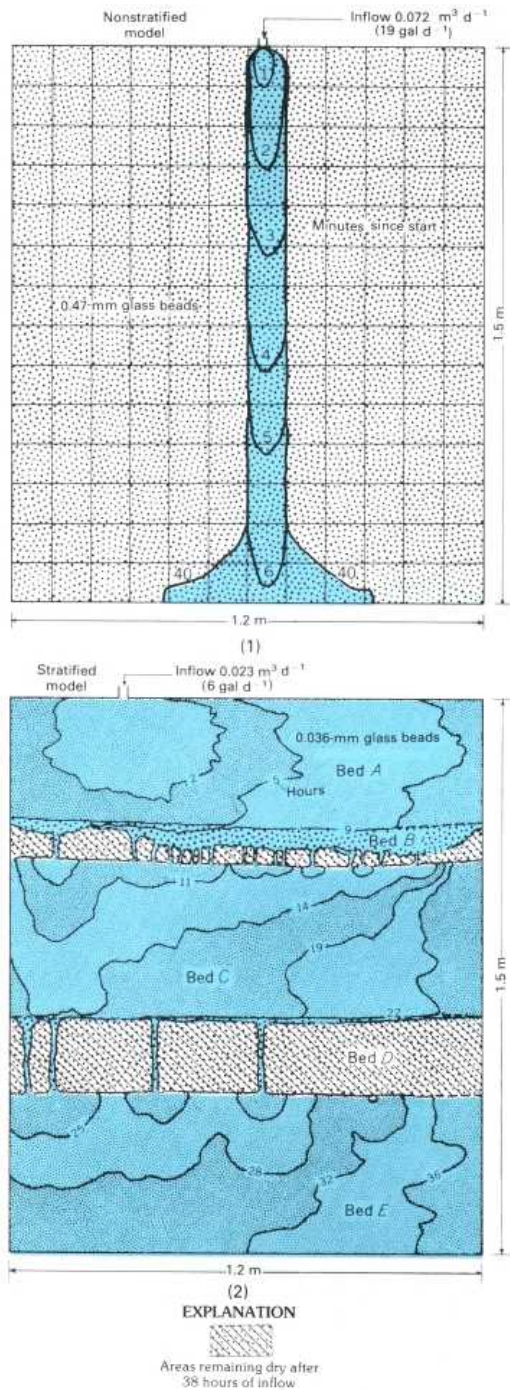 Nonstratified
model
Inflow 0.072 m³ d⁻¹
(19 gal d⁻¹)
1
2
3
Minutes since start
0.47-mm glass beads
4
5
40
6
40
1.5 m
1.2 m
(1)
Stratified
model
Inflow 0.023 m³ d⁻¹
(6 gal d⁻¹)
0.036-mm glass beads
2
5
Hours
Bed A
9
Bed B
11
14
19
Bed C
22
Bed D
25
28
32
36
Bed E
1.5 m
1.2 m
(2)
EXPLANATION
Areas remaining dry after
38 hours of inflow